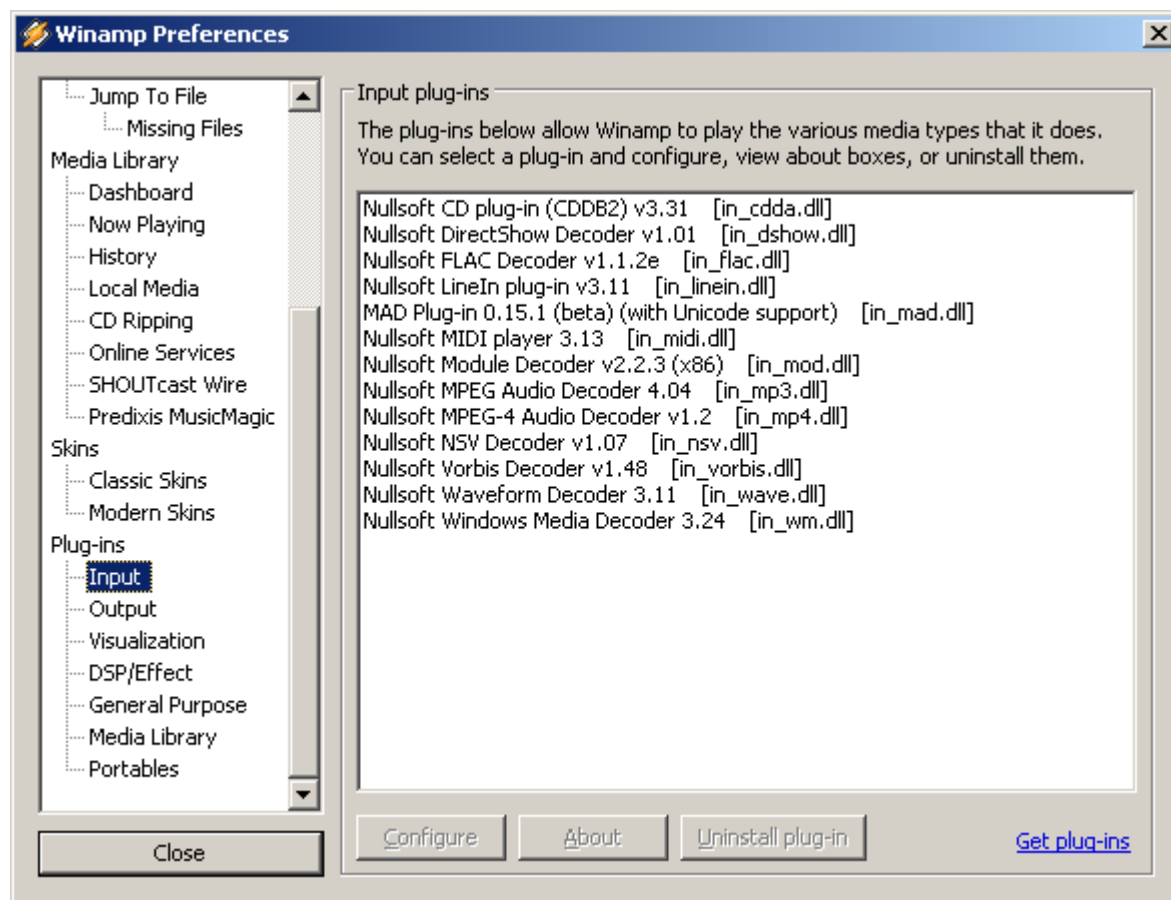 Winamp Preferences
Jump To File
Missing Files
Media Library
Dashboard
Now Playing
History
Local Media
CD Ripping
Online Services
SHOUTcast Wire
Predixis MusicMagic
Skins
Classic Skins
Modern Skins
Plug-ins
Input
Output
Visualization
DSP/Effect
General Purpose
Media Library
Portables
Close
Input plug-ins
The plug-ins below allow Winamp to play the various media types that it does.
You can select a plug-in and configure, view about boxes, or uninstall them.
Nullsoft CD plug-in (CDDB2) v3.31 [in_cdda.dll]
Nullsoft DirectShow Decoder v1.01 [in_dshow.dll]
Nullsoft FLAC Decoder v1.1.2e [in_flac.dll]
Nullsoft LineIn plug-in v3.11 [in_linein.dll]
MAD Plug-in 0.15.1 (beta) (with Unicode support) [in_mad.dll]
Nullsoft MIDI player 3.13 [in_midi.dll]
Nullsoft Module Decoder v2.2.3 (x86) [in_mod.dll]
Nullsoft MPEG Audio Decoder 4.04 [in_mp3.dll]
Nullsoft MPEG-4 Audio Decoder v1.2 [in_mp4.dll]
Nullsoft NSV Decoder v1.07 [in_nsv.dll]
Nullsoft Vorbis Decoder v1.48 [in_vorbis.dll]
Nullsoft Waveform Decoder 3.11 [in_wave.dll]
Nullsoft Windows Media Decoder 3.24 [in_wm.dll]
Configure
About
Uninstall plug-in
Get plug-ins